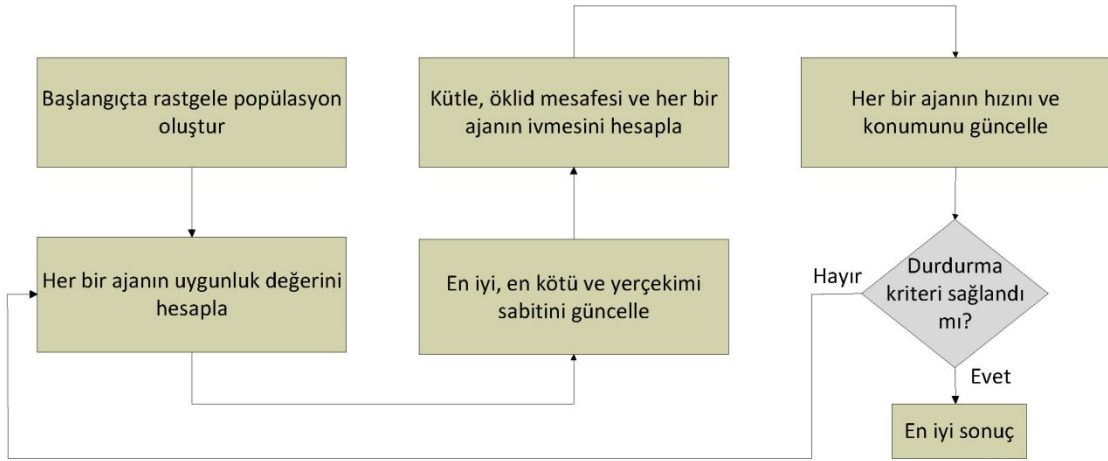 Başlangıçta rastgele popülasyon
oluştur
Her bir ajanın uygunluk değerini
hesapla
En iyi, en kötü ve yerçekimi
sabitini güncelle
Kütle, öklid mesafesi ve her bir
ajanın ivmesini hesapla
Her bir ajanın hızını ve
konumunu güncelle
Durdurma
kriteri sağlandı
mı?
Hayır
Evet
En iyi sonuç